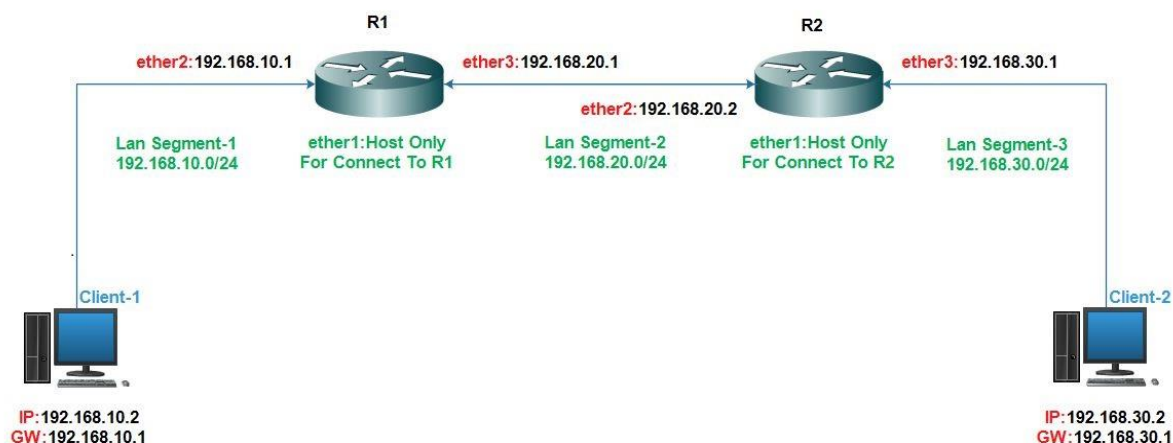 R1
R2
ether2:192.168.10.1
ether3:192.168.20.1
ether3:192.168.30.1
ether2:192.168.20.2
Lan Segment-1
192.168.10.0/24
ether1:Host Only
For Connect To R1
Lan Segment-2
192.168.20.0/24
ether1:Host Only
For Connect To R2
Lan Segment-3
192.168.30.0/24
Client-1
Client-2
IP:192.168.10.2
GW:192.168.10.1
IP:192.168.30.2
GW:192.168.30.1